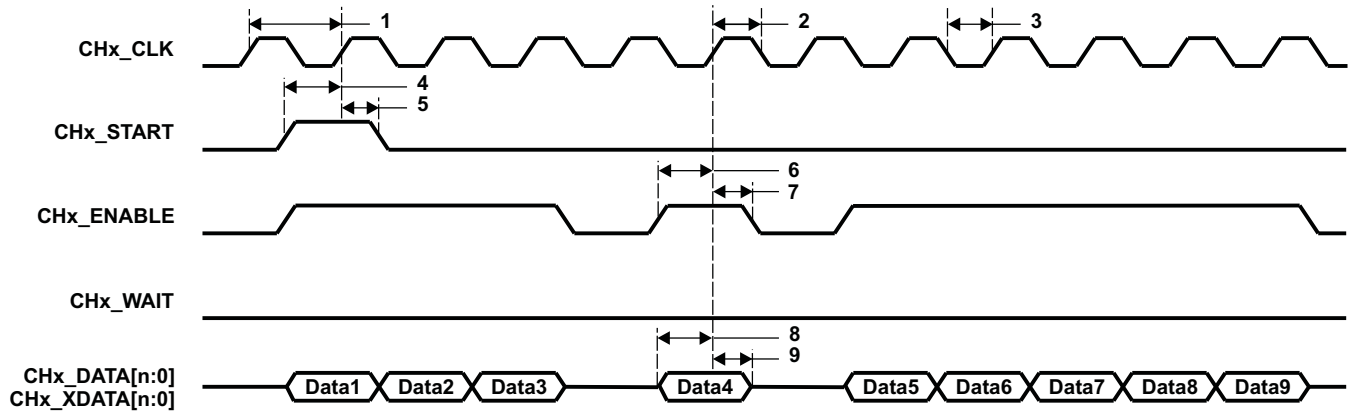 1
2
3
CHx_CLK
4
5
CHx_START
6
7
CHx_ENABLE
CHx_WAIT
8
9
CHx_DATA[n:0]
CHx_XDATA[n:0]
Data1 Data2 Data3 Data4 Data5 Data6 Data7 Data8 Data9